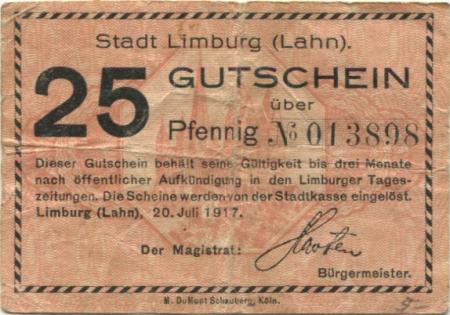 Stadt Limburg (Lahn).
25 GUTSCHEIN
über
Pfennig № 013898
Dieser Gutschein behält seine Gültigkeit bis drei Monate
nach öffentlicher Aufkündigung in den Limburger Tages-
zeitungen. Die Scheine werden von der Stadtkasse eingelöst.
Limburg (Lahn), 20. Juli 1917.
Der Magistrat:
Bürgermeister.
M. DuMont Schauberg, Köln.